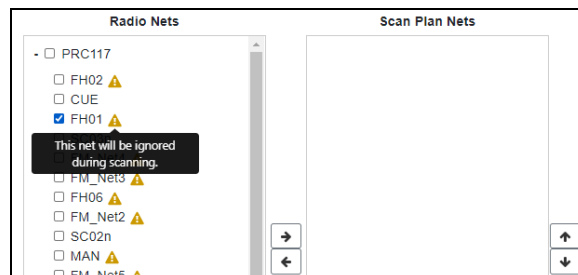 Radio Nets
Scan Plan Nets
- PRC117
FH02
CUE
FH01
This net will be ignored
during scanning.
FM_Net3
FH06
FM_Net2
SC02n
MAN
FM_Net5